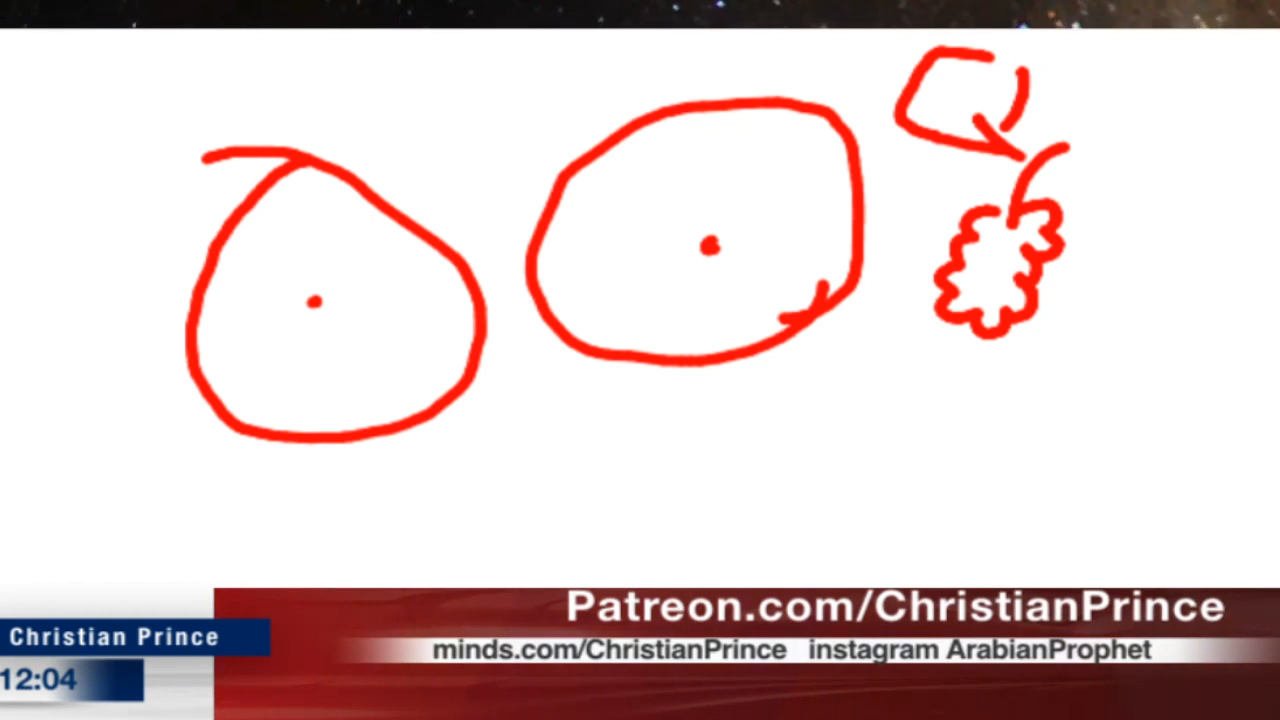 Patreon.com/ChristianPrince
Christian Prince
minds.com/ChristianPrince instagram ArabianProphet
12:04